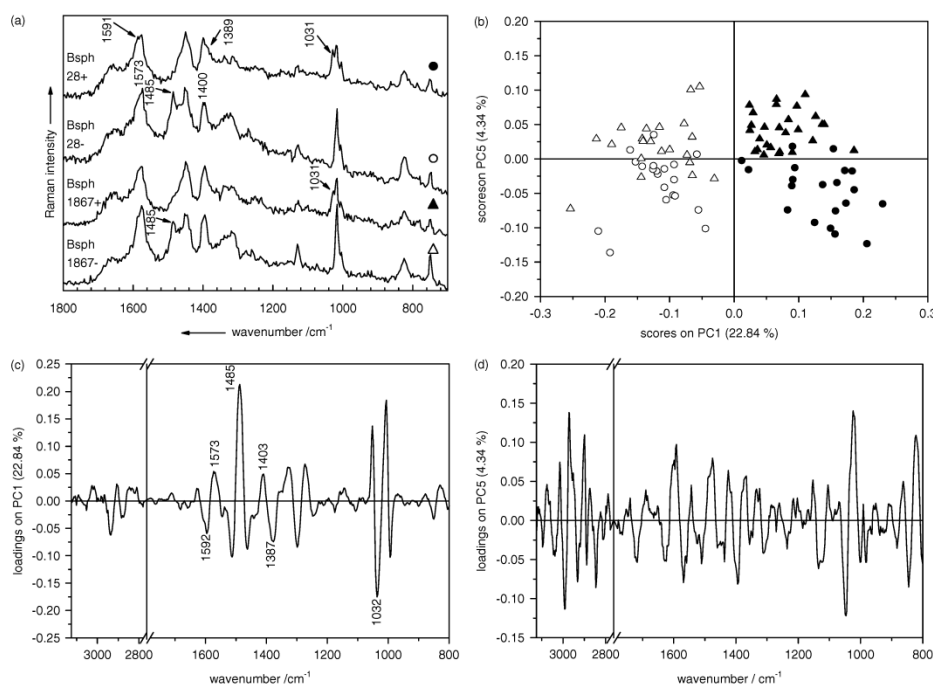 (a)
1591
1389
1031
Bsph
28+
1573
1485
1400
Bsph
28-
Bsph
1867+
1031
1485
Bsph
1867-
Raman intensity
1800 1600 1400 1200 1000 800
wavenumber /cm-1
(b)
0.20
0.15
0.10
0.05
0.00
-0.05
-0.10
-0.15
-0.20
scoreson PC5 (4.34 %)
-0.3 -0.2 -0.1 0.0 0.1 0.2 0.3
scores on PC1 (22.84 %)
(c)
0.25
0.20
0.15
0.10
0.05
0.00
-0.05
-0.10
-0.15
-0.20
-0.25
loadings on PC1 (22.84 %)
1485
1573
1403
1592
1387
1032
3000 1600 1400 1200 1000 800
wavenumber /cm-1
(d)
0.20
0.15
0.10
0.05
0.00
-0.05
-0.10
-0.15
loadings on PC5 (4.34 %)
3000 2800 1600 1400 1200 1000 800
wavenumber /cm-1